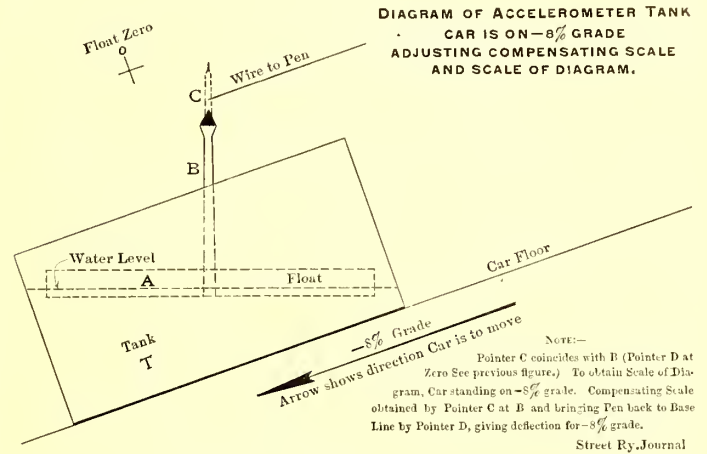 DIAGRAM OF ACCELEROMETER TANK
CAR IS ON -8% GRADE
ADJUSTING COMPENSATING SCALE
AND SCALE OF DIAGRAM.
Float Zero
O
C
Wire to Pen
B
Water Level
A
Float
Car Floor
Tank
T
-8% Grade
Arrow shows direction Car is to move
NOTE:-
Pointer C coincides with B (Pointer D at
Zero See previous figure.) To obtain Scale of Dia-
gram, Car standing on -8% grade. Compensating Scale
obtained by Pointer C at B and bringing Pen back to Base
Line by Pointer D, giving deflection for -8% grade.
Street Ry. Journal